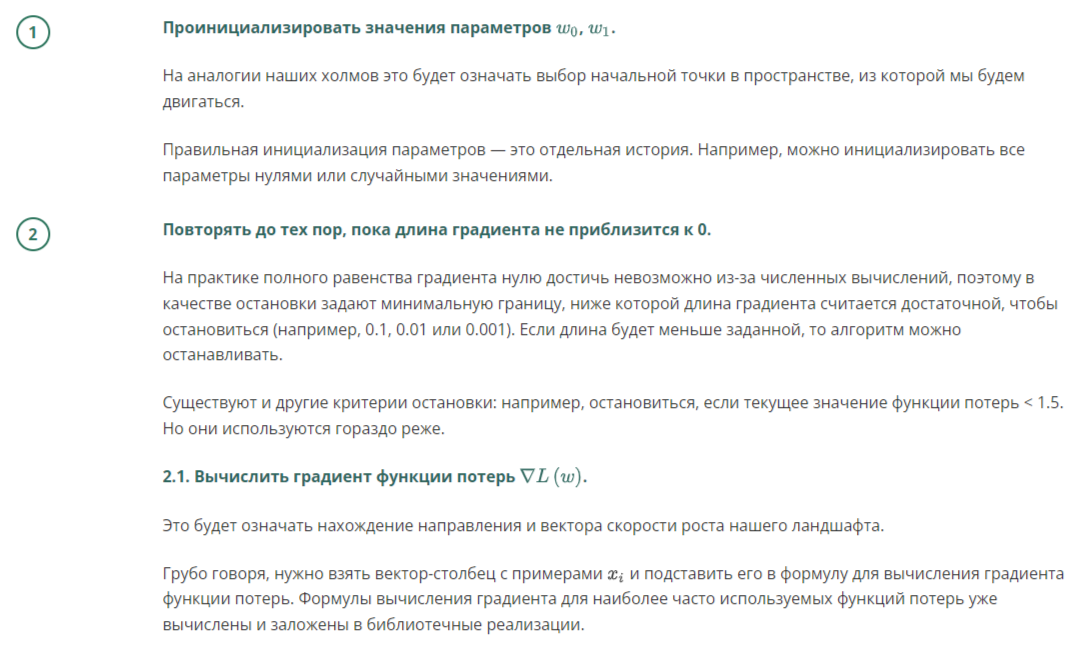 1
Проинициализировать значения параметров w₀, w₁.
На аналогии наших холмов это будет означать выбор начальной точки в пространстве, из которой мы будем
двигаться.
Правильная инициализация параметров — это отдельная история. Например, можно инициализировать все
параметры нулями или случайными значениями.
2
Повторять до тех пор, пока длина градиента не приблизится к 0.
На практике полного равенства градиента нулю достичь невозможно из-за численных вычислений, поэтому в
качестве остановки задают минимальную границу, ниже которой длина градиента считается достаточной, чтобы
остановиться (например, 0.1, 0.01 или 0.001). Если длина будет меньше заданной, то алгоритм можно
останавливать.
Существуют и другие критерии остановки: например, остановиться, если текущее значение функции потерь < 1.5.
Но они используются гораздо реже.
2.1. Вычислить градиент функции потерь ∇L (w).
Это будет означать нахождение направления и вектора скорости роста нашего ландшафта.
Грубо говоря, нужно взять вектор-столбец с примерами xᵢ и подставить его в формулу для вычисления градиента
функции потерь. Формулы вычисления градиента для наиболее часто используемых функций потерь уже
вычислены и заложены в библиотечные реализации.